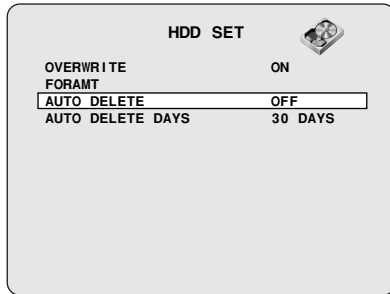 HDD SET
OVERWRITE ON
FORAMT
AUTO DELETE OFF
AUTO DELETE DAYS 30 DAYS